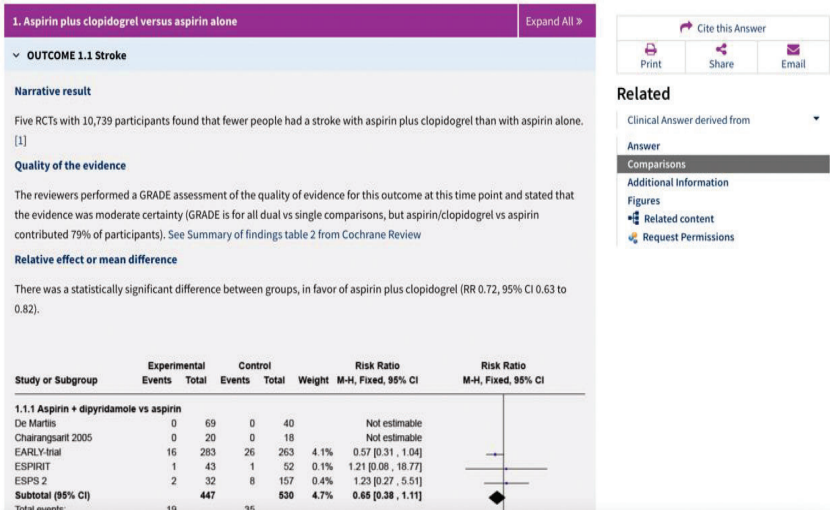 1. Aspirin plus clopidogrel versus aspirin alone
Expand All »
OUTCOME 1.1 Stroke
Narrative result
Five RCTs with 10,739 participants found that fewer people had a stroke with aspirin plus clopidogrel than with aspirin alone.
[1]
Quality of the evidence
The reviewers performed a GRADE assessment of the quality of evidence for this outcome at this time point and stated that
the evidence was moderate certainty (GRADE is for all dual vs single comparisons, but aspirin/clopidogrel vs aspirin
contributed 79% of participants). See Summary of findings table 2 from Cochrane Review
Relative effect or mean difference
There was a statistically significant difference between groups, in favor of aspirin plus clopidogrel (RR 0.72, 95% CI 0.63 to
0.82).
Experimental Control Risk Ratio Risk Ratio
Study or Subgroup Events Total Events Total Weight M-H, Fixed, 95% CI M-H, Fixed, 95% CI
1.1.1 Aspirin + dipyridamole vs aspirin
De Martiis 0 69 0 40 Not estimable
Chairangsarit 2005 0 20 0 18 Not estimable
EARLY-trial 16 283 26 263 4.1% 0.57 [0.31 , 1.04]
ESPIRIT 1 43 1 52 0.1% 1.21 [0.08 , 18.77]
ESPS 2 2 32 8 157 0.4% 1.23 [0.27 , 5.51]
Subtotal (95% CI) 447 530 4.7% 0.65 [0.38 , 1.11]
Total events: 19 35
Cite this Answer
Print Share Email
Related
Clinical Answer derived from
Answer
Comparisons
Additional Information
Figures
Related content
Request Permissions